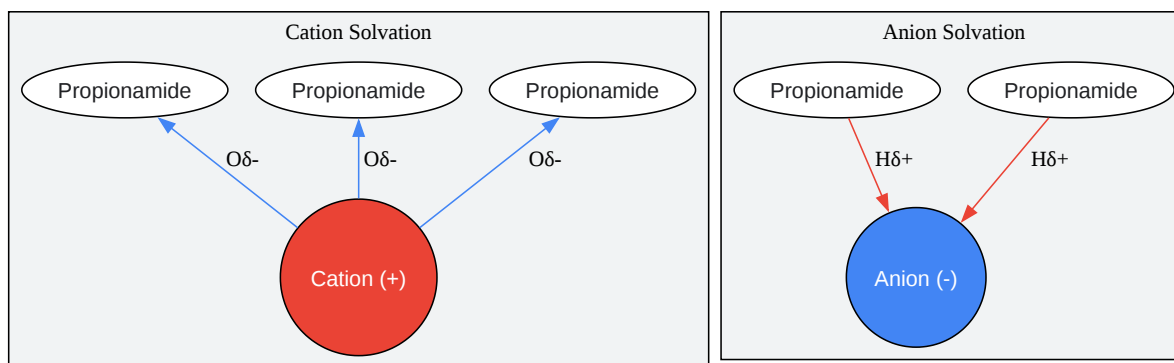 Cation Solvation
Propionamide
Propionamide
Propionamide
Oδ-
Oδ-
Oδ-
Cation (+)
Anion Solvation
Propionamide
Propionamide
Hδ+
Hδ+
Anion (-)